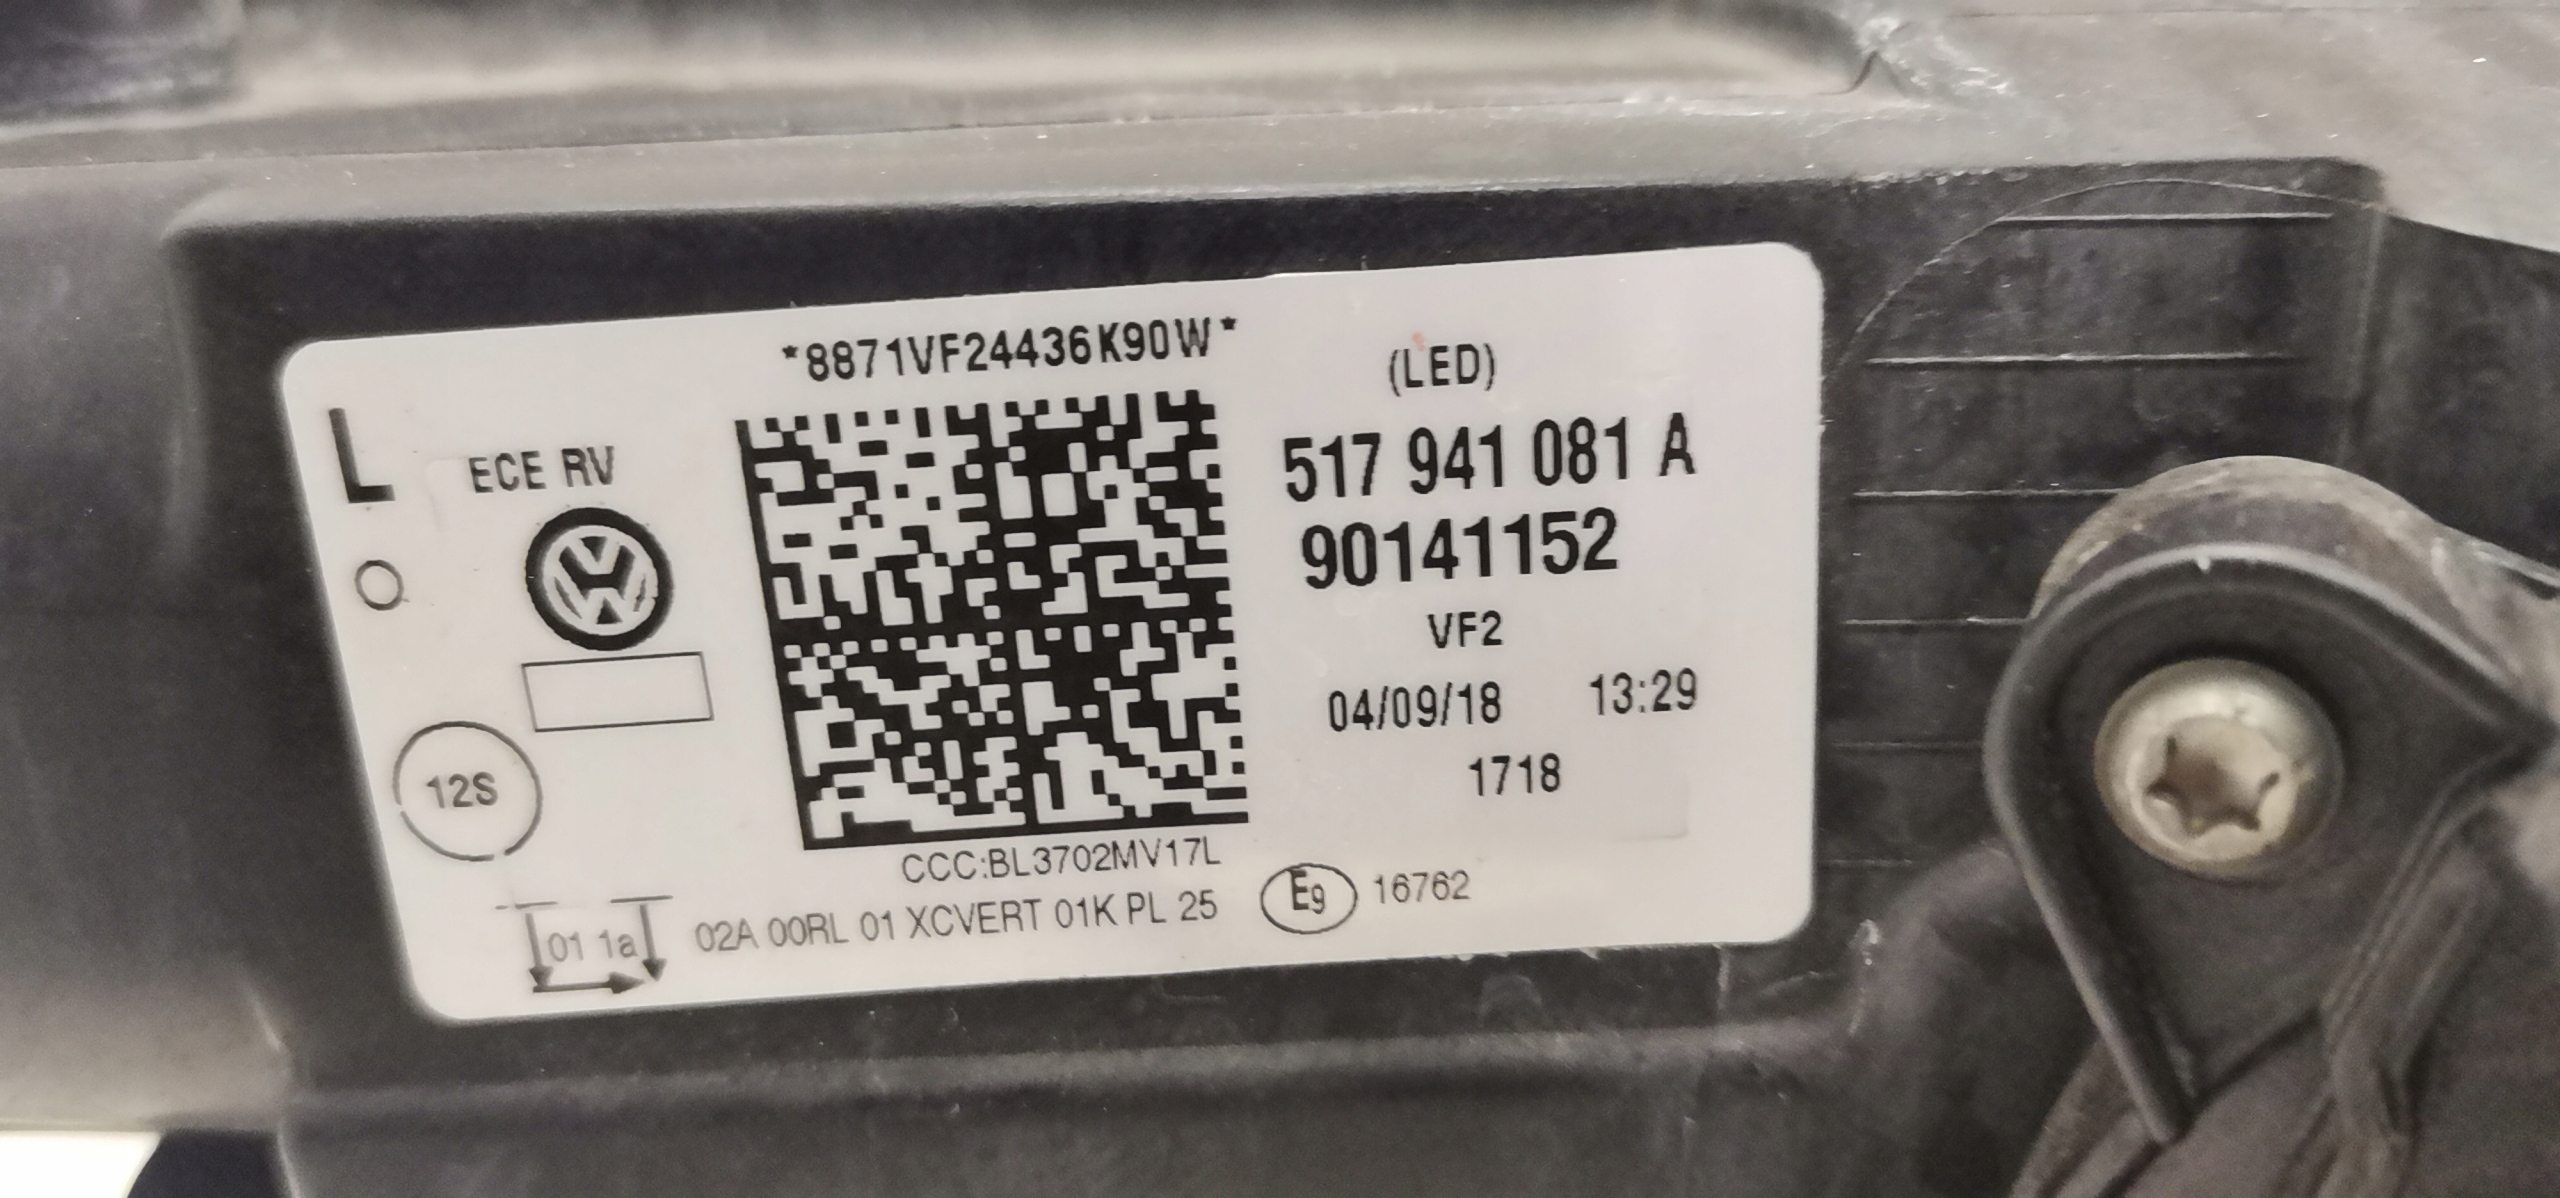 *8871VF24436K90W*
(LED)
L
ECE RV
517 941 081 A
90141152
VF2
04/09/18 13:29
1718
12S
CCC:BL3702MV17L
01 1a 02A 00RL 01 XCVERT 01K PL 25 E9 16762